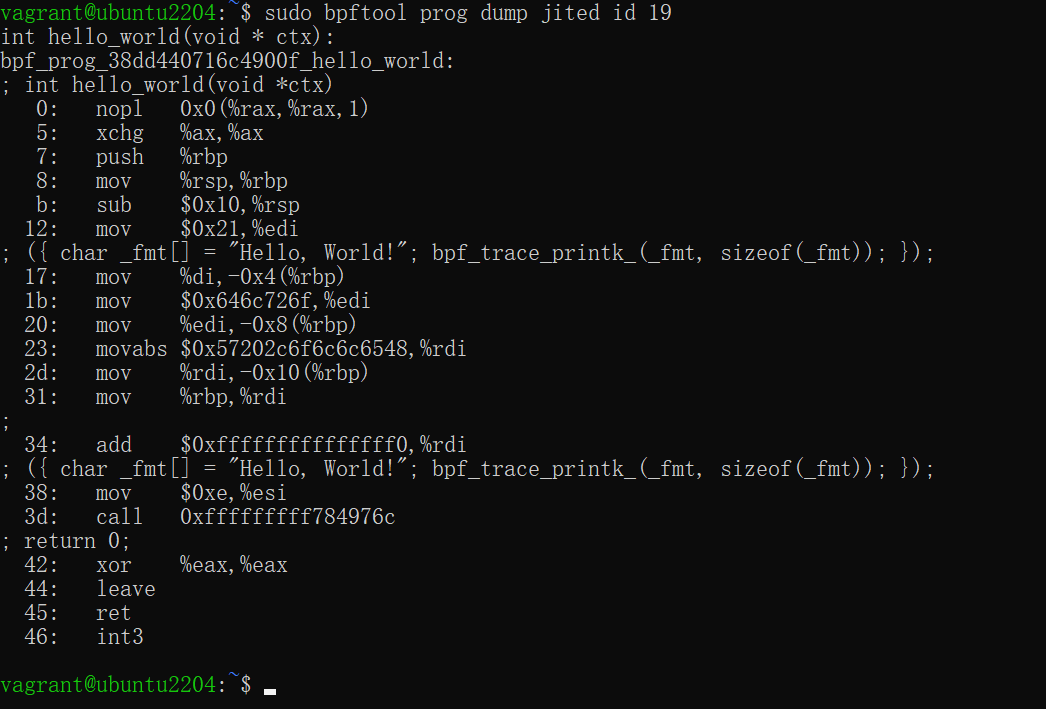 vagrant@ubuntu2204:~$ sudo bpftool prog dump jited id 19
int hello_world(void * ctx):
bpf_prog_38dd440716c4900f_hello_world:
; int hello_world(void *ctx)
   0:   nopl   0x0(%rax,%rax,1)
   5:   xchg   %ax,%ax
   7:   push   %rbp
   8:   mov    %rsp,%rbp
   b:   sub    $0x10,%rsp
  12:   mov    $0x21,%edi
; ({ char _fmt[] = "Hello, World!"; bpf_trace_printk_(_fmt, sizeof(_fmt)); });
  17:   mov    %di,-0x4(%rbp)
  1b:   mov    $0x646c726f,%edi
  20:   mov    %edi,-0x8(%rbp)
  23:   movabs $0x57202c6f6c6c6548,%rdi
  2d:   mov    %rdi,-0x10(%rbp)
  31:   mov    %rbp,%rdi
;
  34:   add    $0xfffffffffffffff0,%rdi
; ({ char _fmt[] = "Hello, World!"; bpf_trace_printk_(_fmt, sizeof(_fmt)); });
  38:   mov    $0xe,%esi
  3d:   call   0xfffffffff784976c
; return 0;
  42:   xor    %eax,%eax
  44:   leave
  45:   ret
  46:   int3
vagrant@ubuntu2204:~$